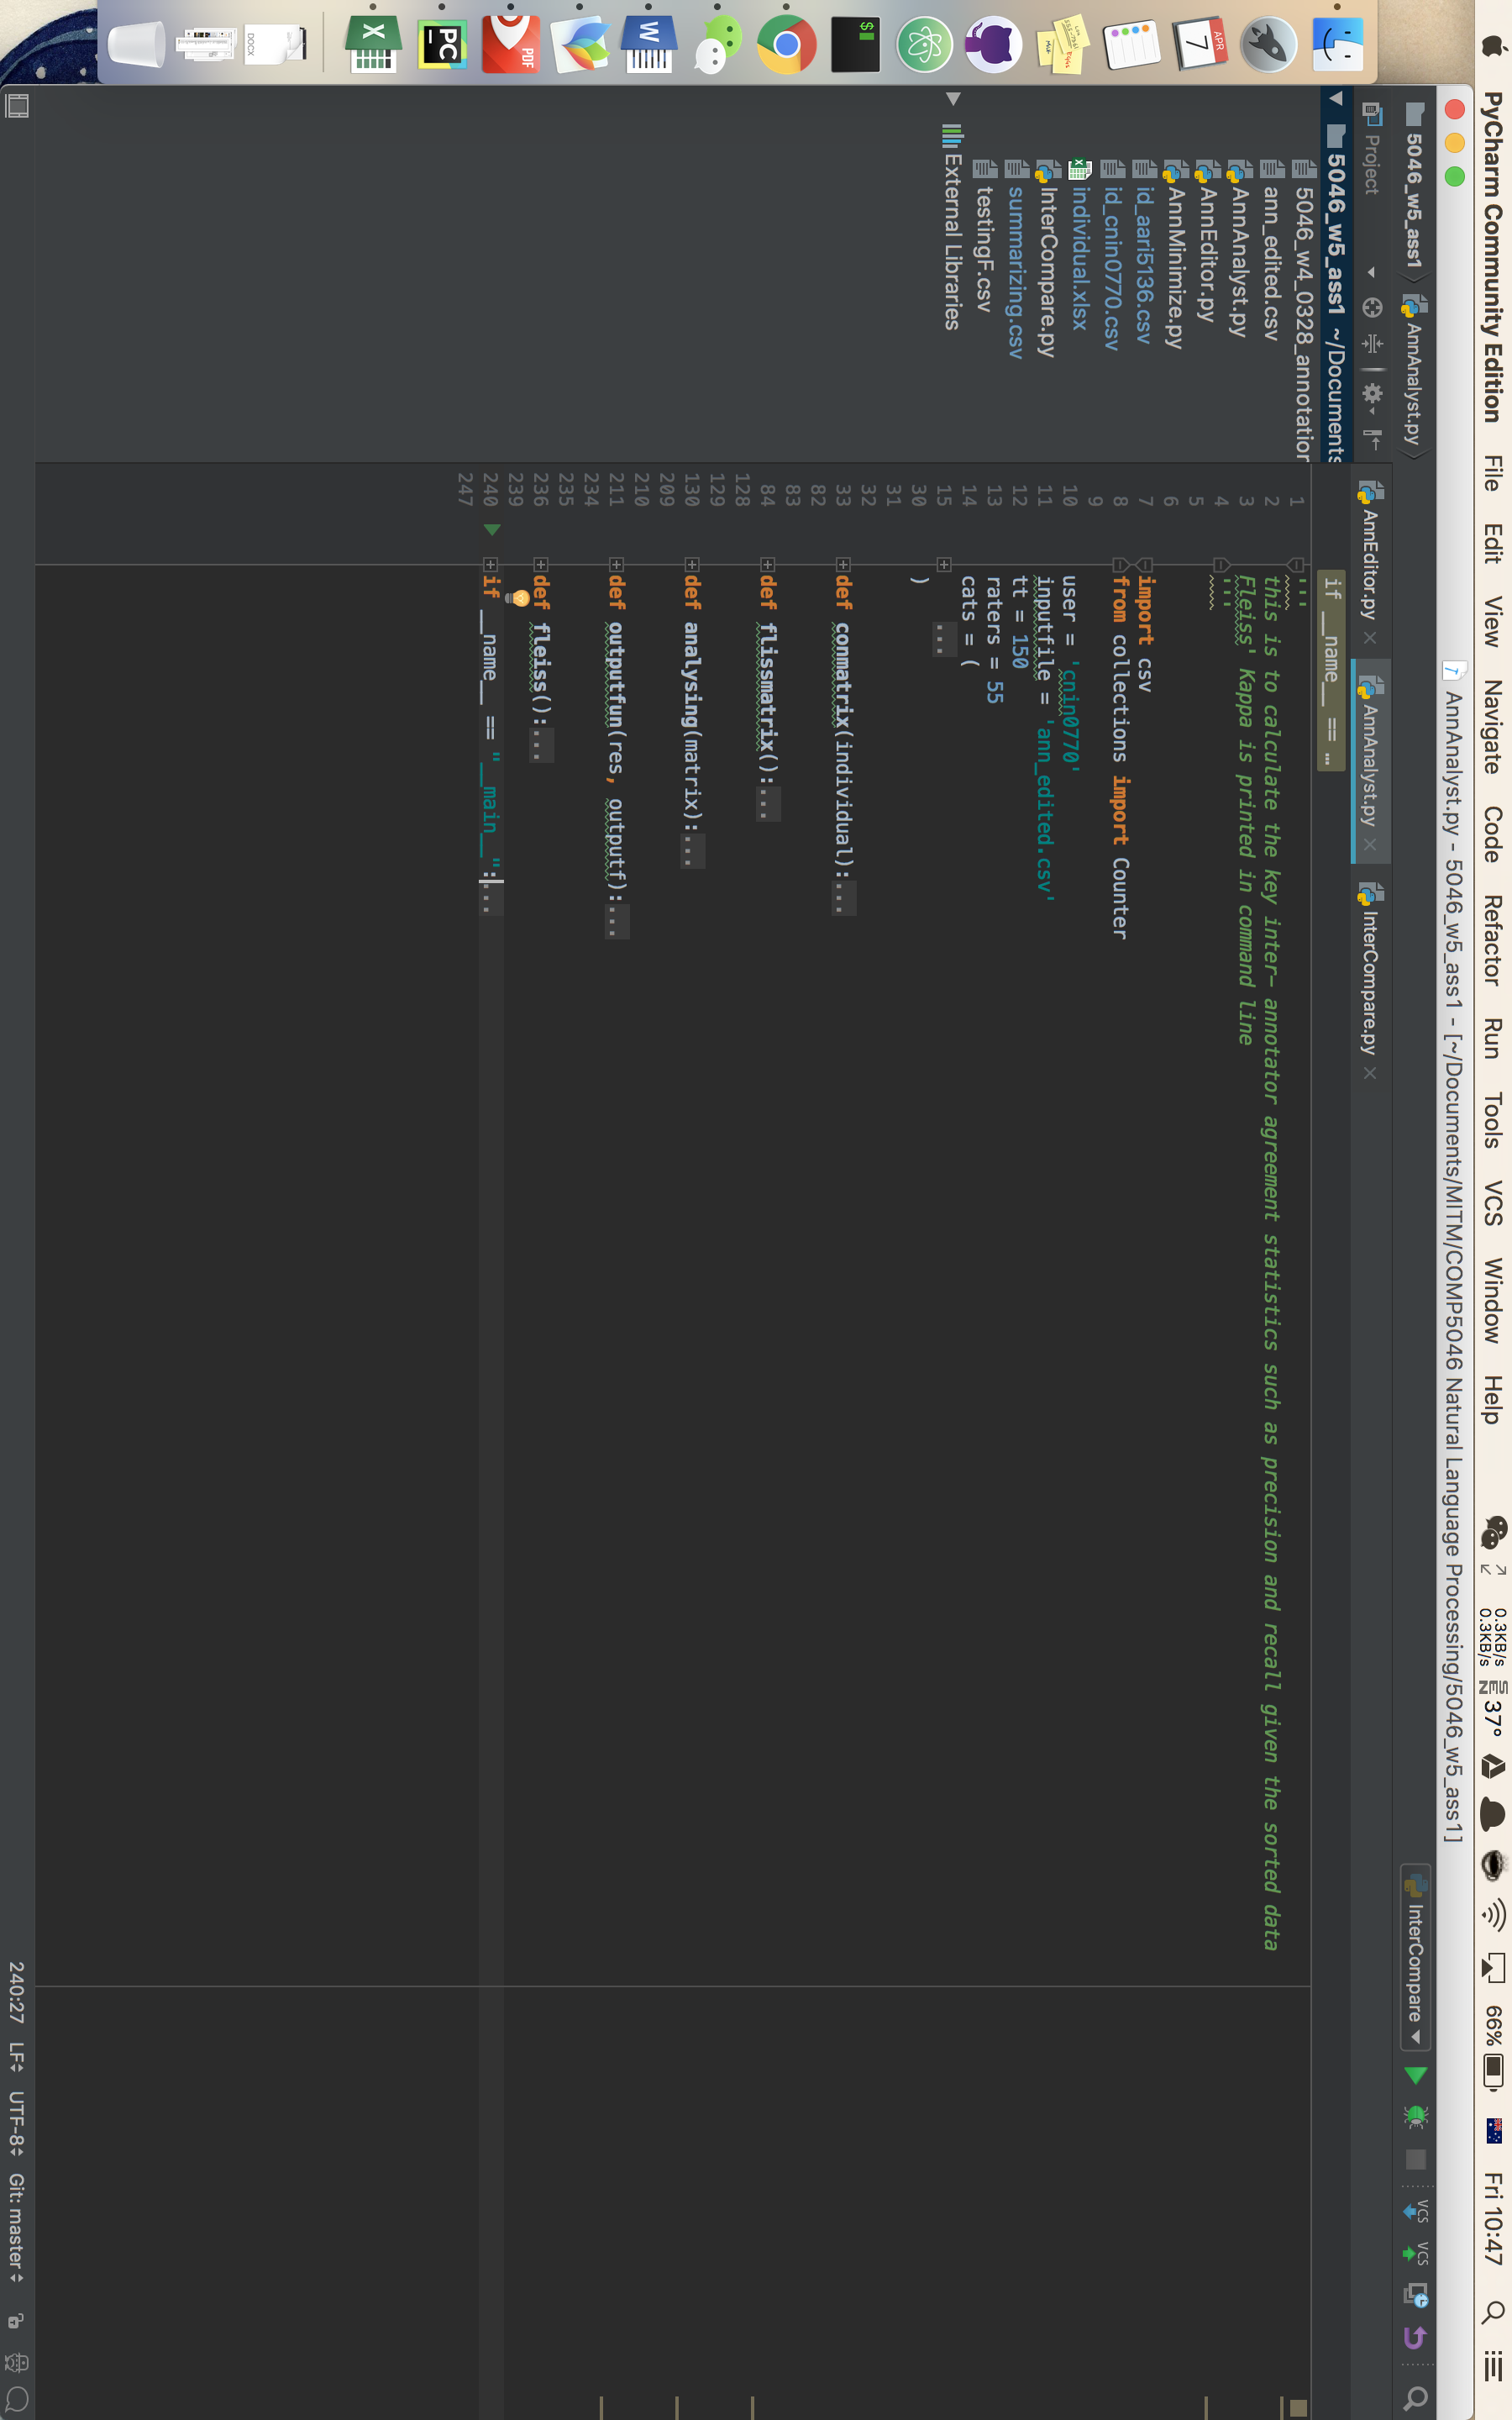 PyCharm Community Edition File Edit View Navigate Code Refactor Run Tools VCS Window Help 0.3KB/s 0.3KB/s SEN 37° 66% Fri 10:47
AnnAnalyst.py - 5046_w5_ass1 - [~/Documents/MITM/COMP5046 Natural Language Processing/5046_w5_ass1]
5046_w5_ass1 AnnAnalyst.py InterCompare VCS VCS
Project
5046_w5_ass1 ~/Documents
5046_w4_0328_annotation
ann_edited.csv
AnnAnalyst.py
AnnEditor.py
AnnMinimize.py
id_aari5136.csv
id_cnin0770.csv
individual.xlsx
InterCompare.py
summarizing.csv
testingF.csv
External Libraries
AnnEditor.py AnnAnalyst.py InterCompare.py
if __name__ == …
1 '''
2 this is to calculate the key inter- annotator agreement statistics such as precision and recall given the sorted data
3 Fleiss' Kappa is printed in command line
4 '''
5
6
7 import csv
8 from collections import Counter
9
10 user = 'cnin0770'
11 inputfile = 'ann_edited.csv'
12 tt = 150
13 raters = 55
14 cats = (
15 ...
30 )
31
32
33 def conmatrix(individual):...
82
83
84 def flissmatrix():...
128
129
130 def analysing(matrix):...
209
210
211 def outputfun(res, outputf):...
234
235
236 def fleiss():...
239
240 if __name__ == "__main__":...
247
240:27 LF UTF-8 Git: master
APR
7
$
W
PDF
PC
X
DOCX